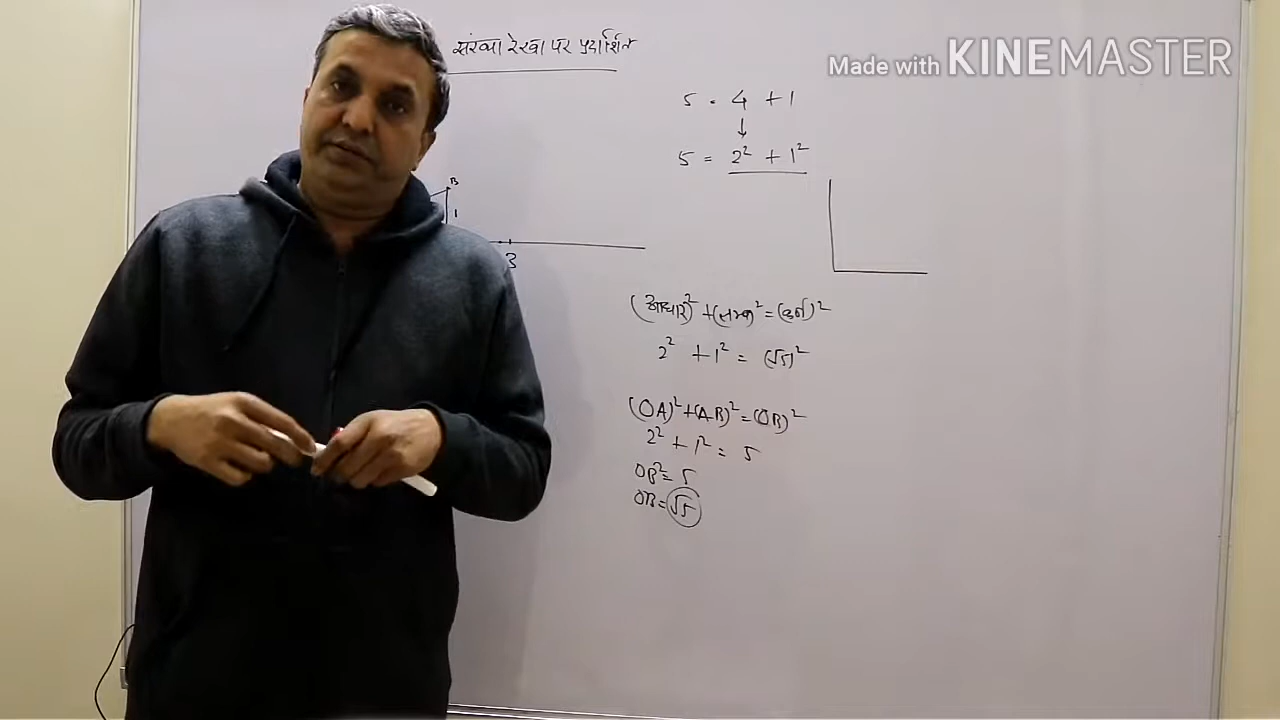 संख्या रेखा पर प्रदर्शित
Made with KINEMASTER
5 = 4 + 1
↓
5 = 2² + 1²
B
1
3
(आधार)² + (लम्ब)² = (कर्ण)²
2² + 1² = (√5)²
(OA)² + (AB)² = (OB)²
2² + 1² = 5
OB² = 5
OB = √5